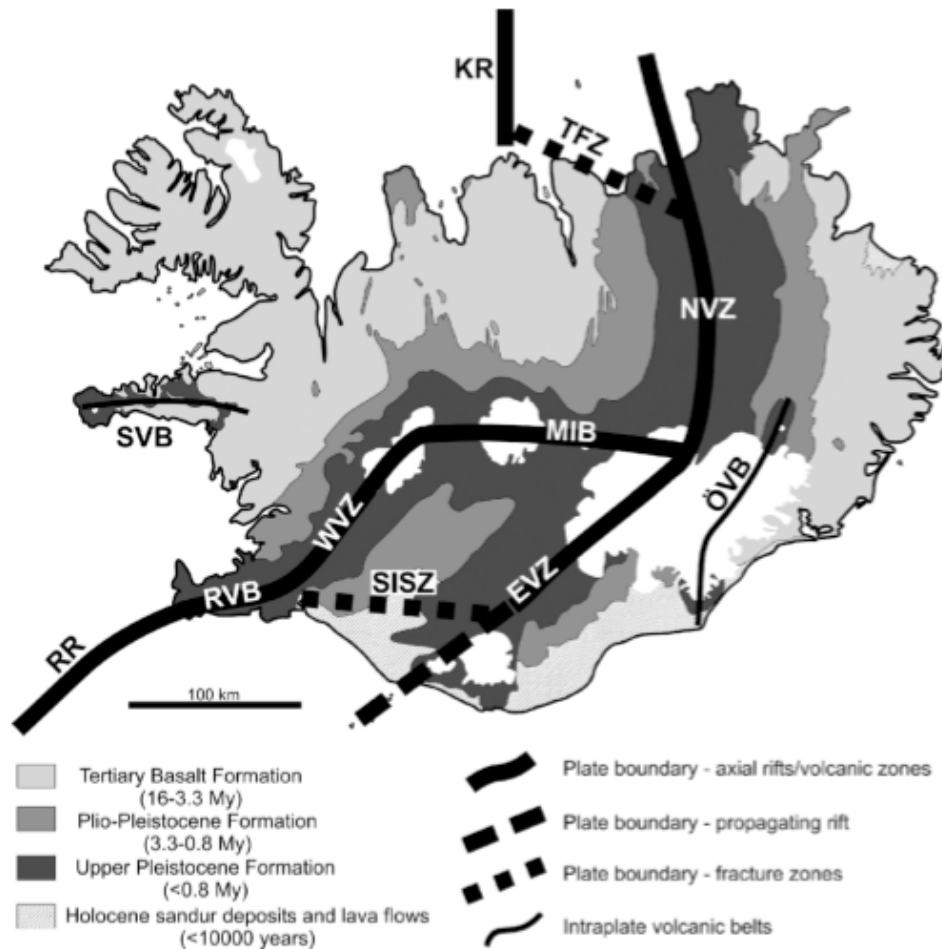 KR
TFZ
NVZ
SVB
MIB
ÖVB
WVZ
EVZ
SISZ
RVB
RR
100 km
Tertiary Basalt Formation
(16-3.3 My)
Plio-Pleistocene Formation
(3.3-0.8 My)
Upper Pleistocene Formation
(<0.8 My)
Holocene sandur deposits and lava flows
(<10000 years)
Plate boundary - axial rifts/volcanic zones
Plate boundary - propagating rift
Plate boundary - fracture zones
Intraplate volcanic belts